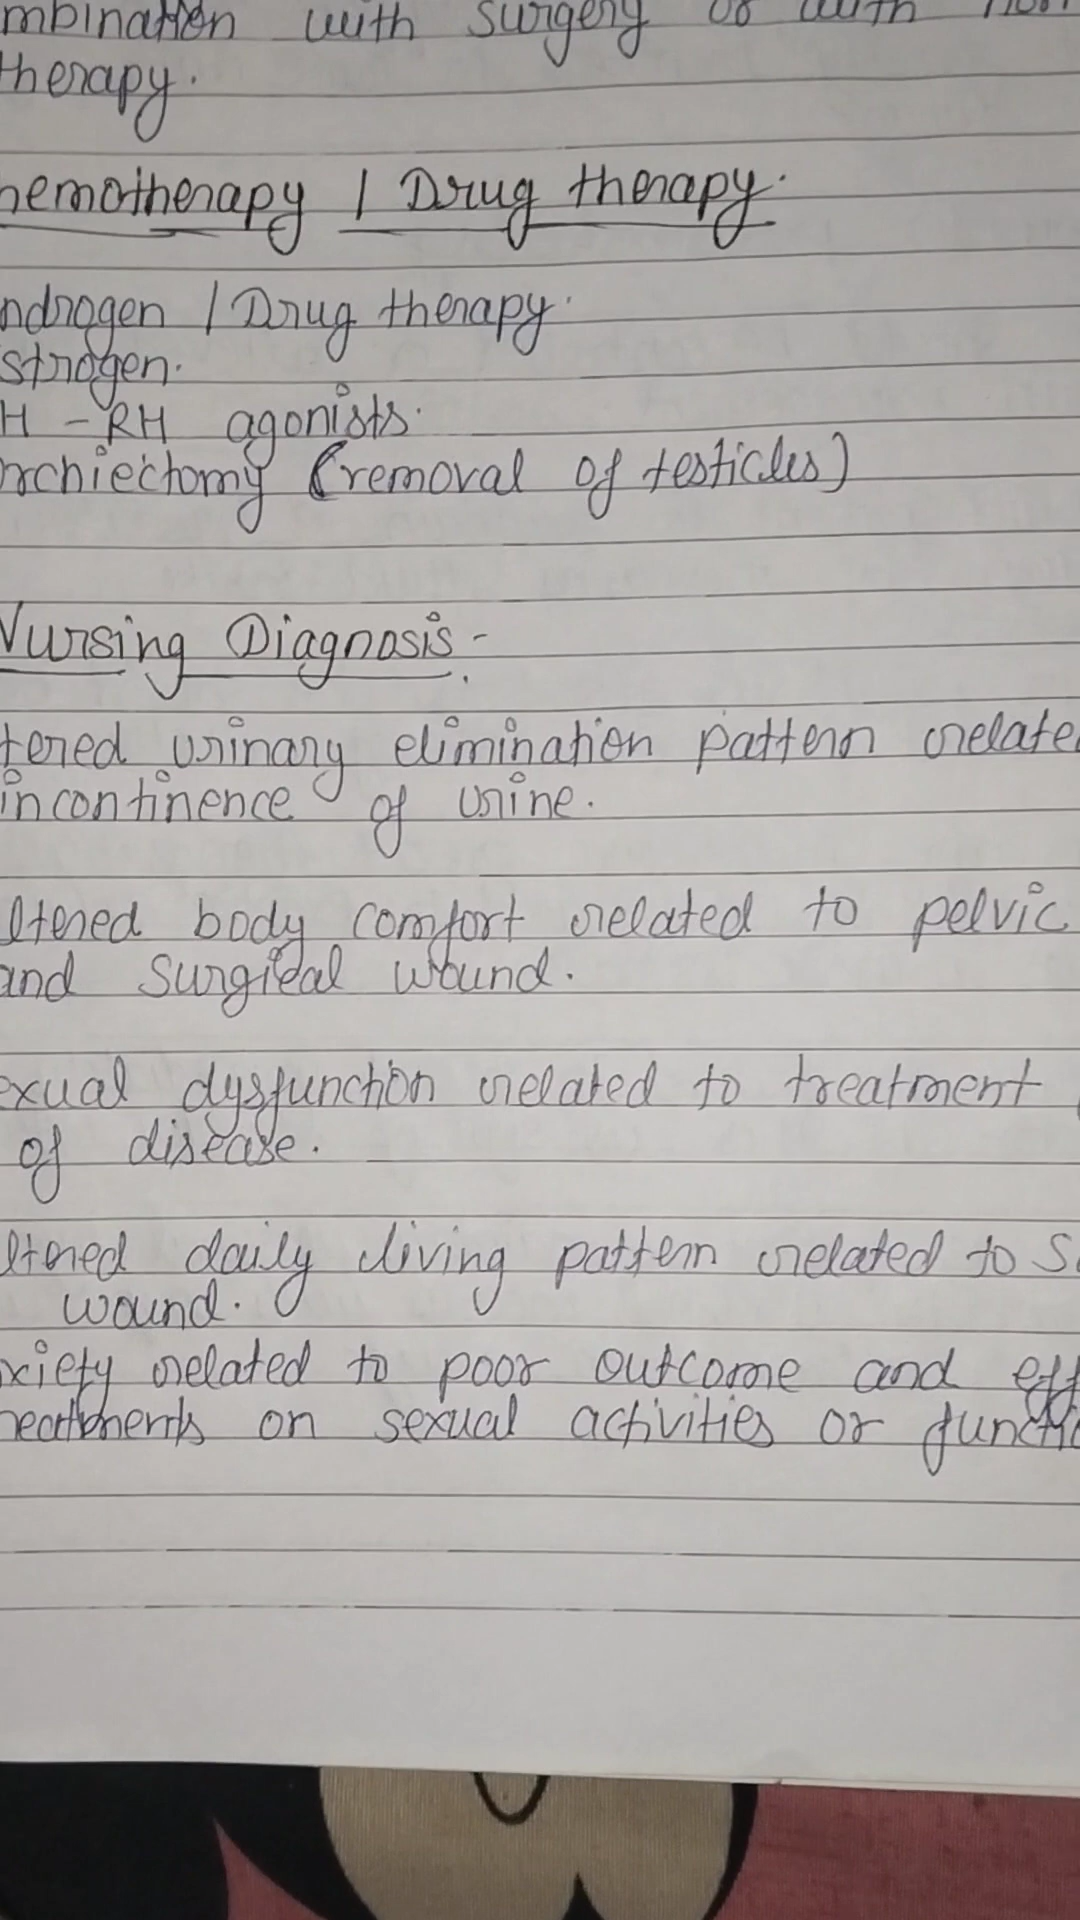 mbination with surgery or with
therapy.
hemotherapy / Drug therapy.
ndrogen / Drug therapy.
strogen.
H - RH agonists.
orchiectomy (removal of testicles)
Nursing Diagnosis -
tered urinary elimination pattern relate
incontinence of urine.
ltered body comfort related to pelvic
and surgical wound.
exual dysfunction related to treatment
of disease.
ltered daily living pattern related to S
wound.
xiety related to poor outcome and eff
reatments on sexual activities or functio